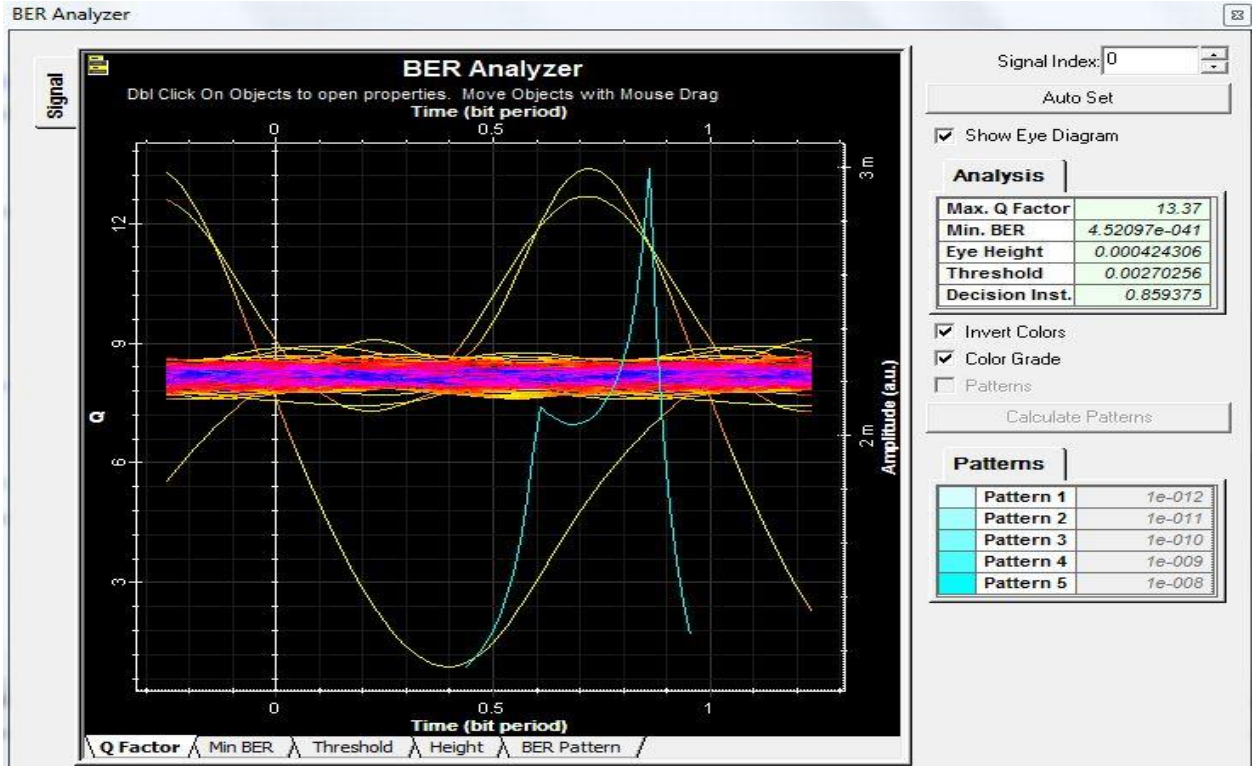 BER Analyzer
Signal
BER Analyzer
Dbl Click On Objects to open properties. Move Objects with Mouse Drag
Time (bit period)
0 0.5 1
Q
12
9
6
3
3 m
2 m
Amplitude (a.u.)
0 0.5 1
Time (bit period)
Q Factor Min BER Threshold Height BER Pattern
Signal Index: 0
Auto Set
Show Eye Diagram
Analysis
Max. Q Factor 13.37
Min. BER 4.52097e-041
Eye Height 0.000424306
Threshold 0.00270256
Decision Inst. 0.859375
Invert Colors
Color Grade
Patterns
Calculate Patterns
Patterns
Pattern 1 1e-012
Pattern 2 1e-011
Pattern 3 1e-010
Pattern 4 1e-009
Pattern 5 1e-008